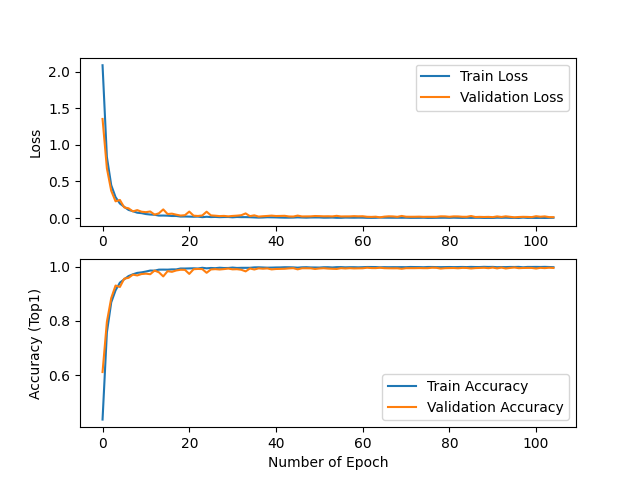 2.0
1.5
1.0
0.5
0.0
Loss
Train Loss
Validation Loss
0 20 40 60 80 100
1.0
0.8
0.6
Accuracy (Top1)
Train Accuracy
Validation Accuracy
0 20 40 60 80 100
Number of Epoch